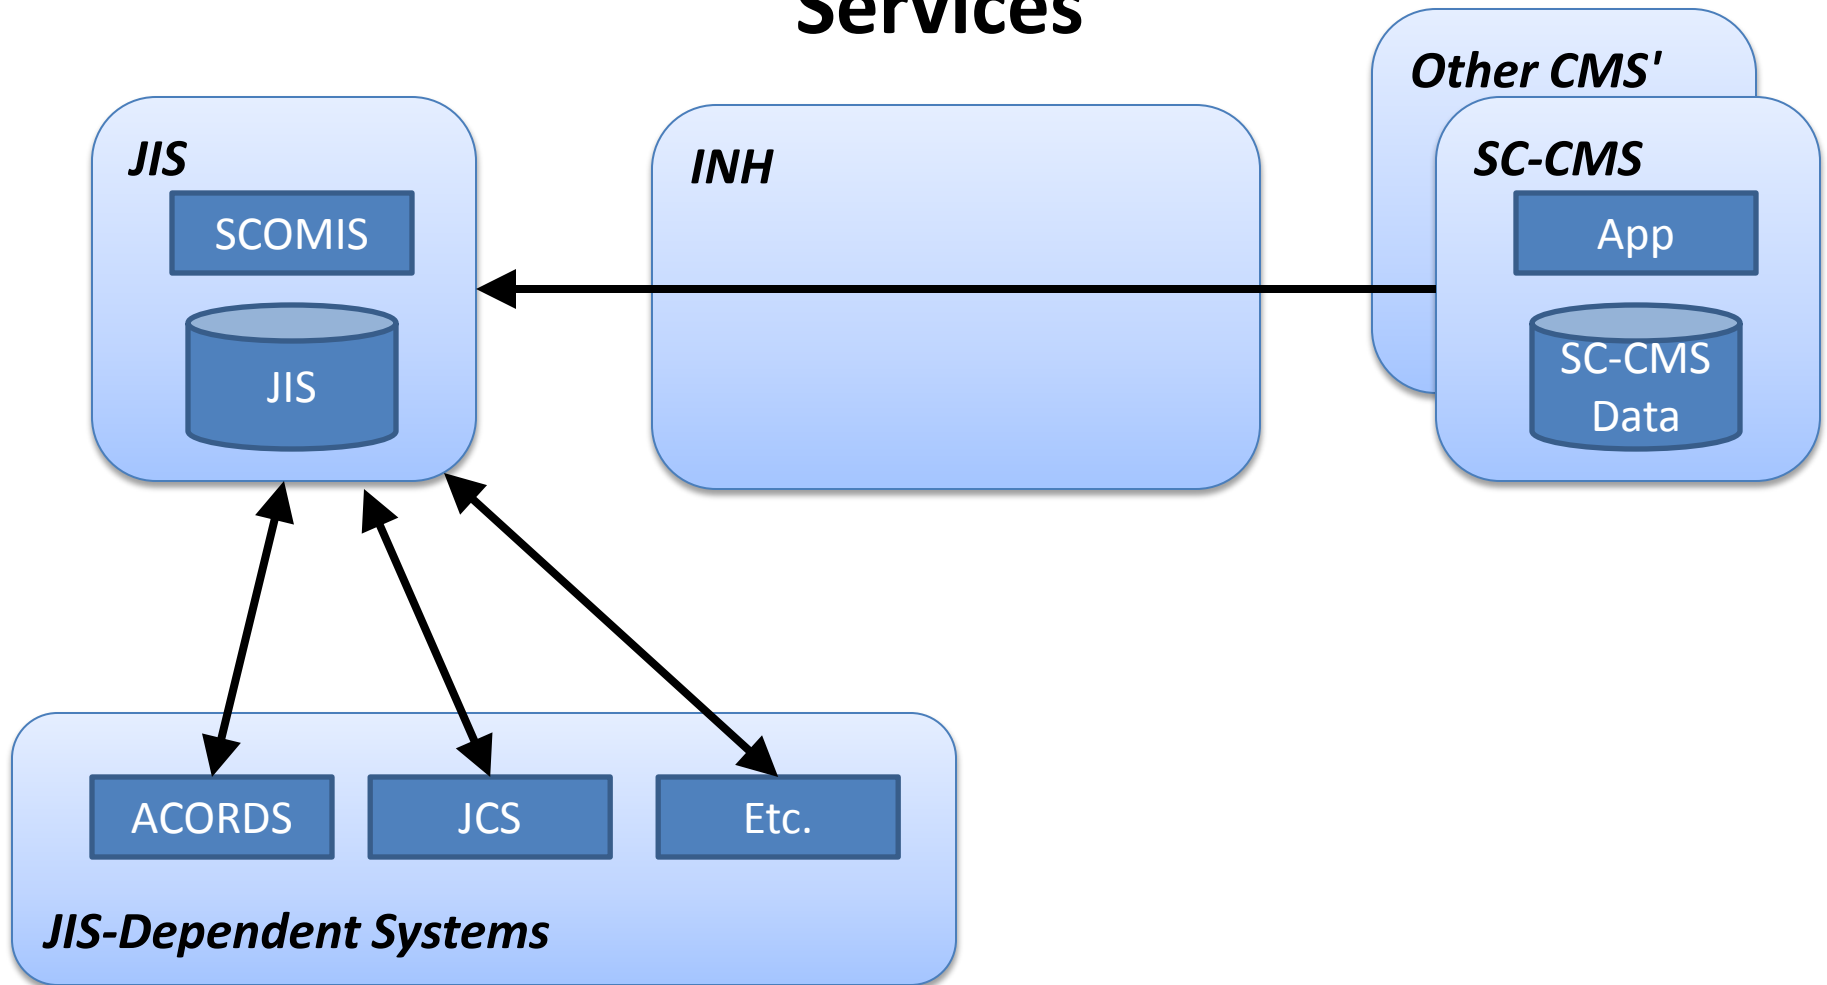 Services
Other CMS'
JIS
INH
SC-CMS
SCOMIS
App
JIS
SC-CMS
Data
ACORDS
JCS
Etc.
JIS-Dependent Systems